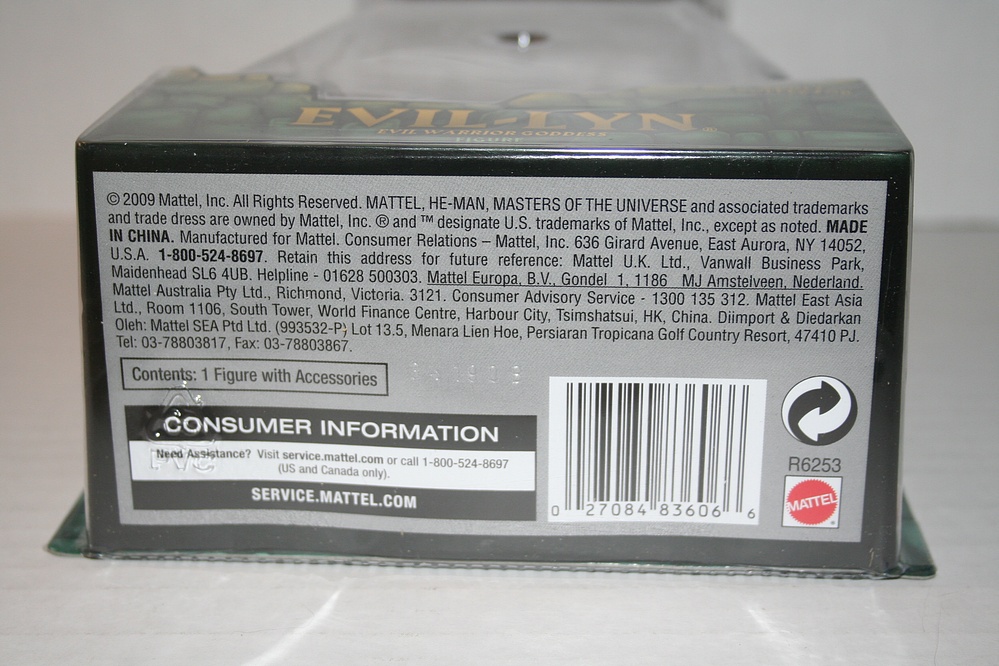 EVIL-LYN®
EVIL WARRIOR GODDESS
FIGURE
© 2009 Mattel, Inc. All Rights Reserved. MATTEL, HE-MAN, MASTERS OF THE UNIVERSE and associated trademarks
and trade dress are owned by Mattel, Inc. ® and ™ designate U.S. trademarks of Mattel, Inc., except as noted. MADE
IN CHINA. Manufactured for Mattel. Consumer Relations – Mattel, Inc. 636 Girard Avenue, East Aurora, NY 14052,
U.S.A. 1-800-524-8697. Retain this address for future reference: Mattel U.K. Ltd., Vanwall Business Park,
Maidenhead SL6 4UB. Helpline - 01628 500303. Mattel Europa, B.V., Gondel 1, 1186 MJ Amstelveen, Nederland.
Mattel Australia Pty Ltd., Richmond, Victoria. 3121. Consumer Advisory Service - 1300 135 312. Mattel East Asia
Ltd., Room 1106, South Tower, World Finance Centre, Harbour City, Tsimshatsui, HK, China. Diimport & Diedarkan
Oleh: Mattel SEA Ptd Ltd. (993532-P) Lot 13.5, Menara Lien Hoe, Persiaran Tropicana Golf Country Resort, 47410 PJ.
Tel: 03-78803817, Fax: 03-78803867.
Contents: 1 Figure with Accessories
CONSUMER INFORMATION
Need Assistance? Visit service.mattel.com or call 1-800-524-8697
(US and Canada only).
SERVICE.MATTEL.COM
PVC
0 27084 83606 6
R6253
MATTEL®